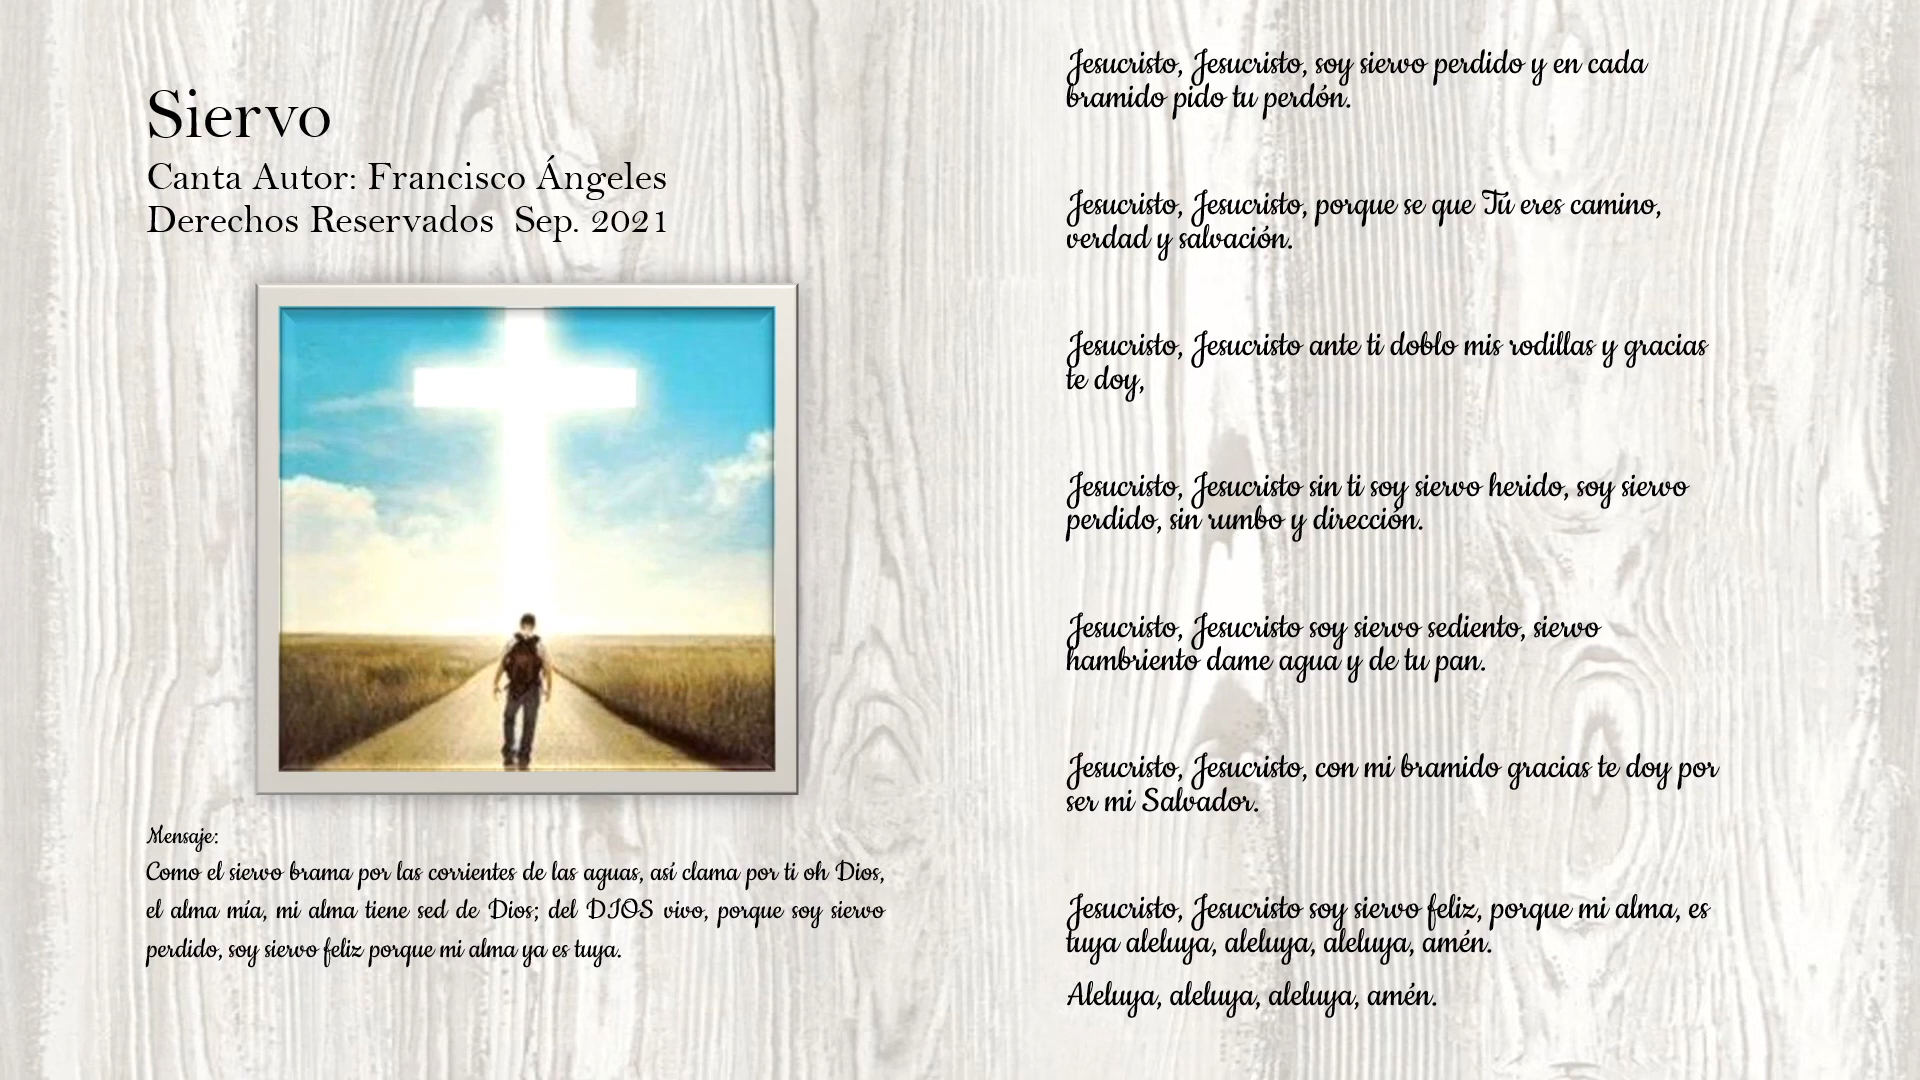 Siervo
Canta Autor: Francisco Ángeles
Derechos Reservados  Sep. 2021
Mensaje:
Como el siervo brama por las corrientes de las aguas, así clama por ti oh Dios,
el alma mía, mi alma tiene sed de Dios; del DIOS vivo, porque soy siervo
perdido, soy siervo feliz porque mi alma ya es tuya.
Jesucristo, Jesucristo, soy siervo perdido y en cada
bramido pido tu perdón.
Jesucristo, Jesucristo, porque se que Tú eres camino,
verdad y salvación.
Jesucristo, Jesucristo ante ti doblo mis rodillas y gracias
te doy,
Jesucristo, Jesucristo sin ti soy siervo herido, soy siervo
perdido, sin rumbo y dirección.
Jesucristo, Jesucristo soy siervo sediento, siervo
hambriento dame agua y de tu pan.
Jesucristo, Jesucristo, con mi bramido gracias te doy por
ser mi Salvador.
Jesucristo, Jesucristo soy siervo feliz, porque mi alma, es
tuya aleluya, aleluya, aleluya, amén.
Aleluya, aleluya, aleluya, amén.